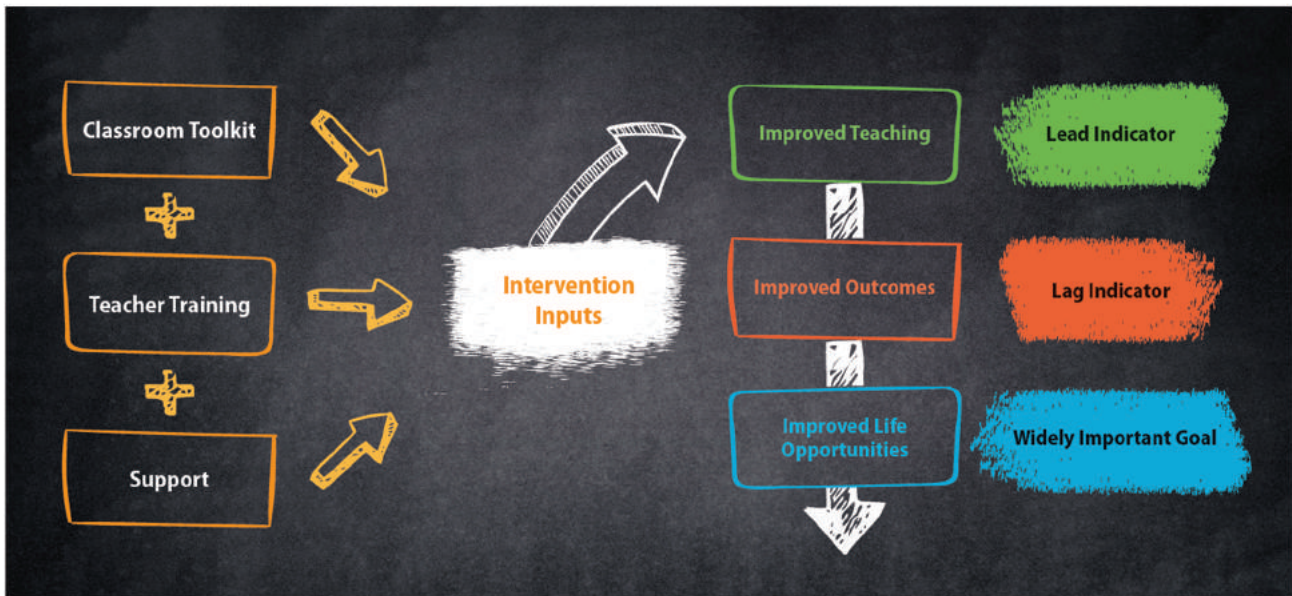 Classroom Toolkit
Teacher Training
Support
Intervention
Inputs
Improved Teaching
Lead Indicator
Improved Outcomes
Lag Indicator
Improved Life
Opportunities
Widely Important Goal